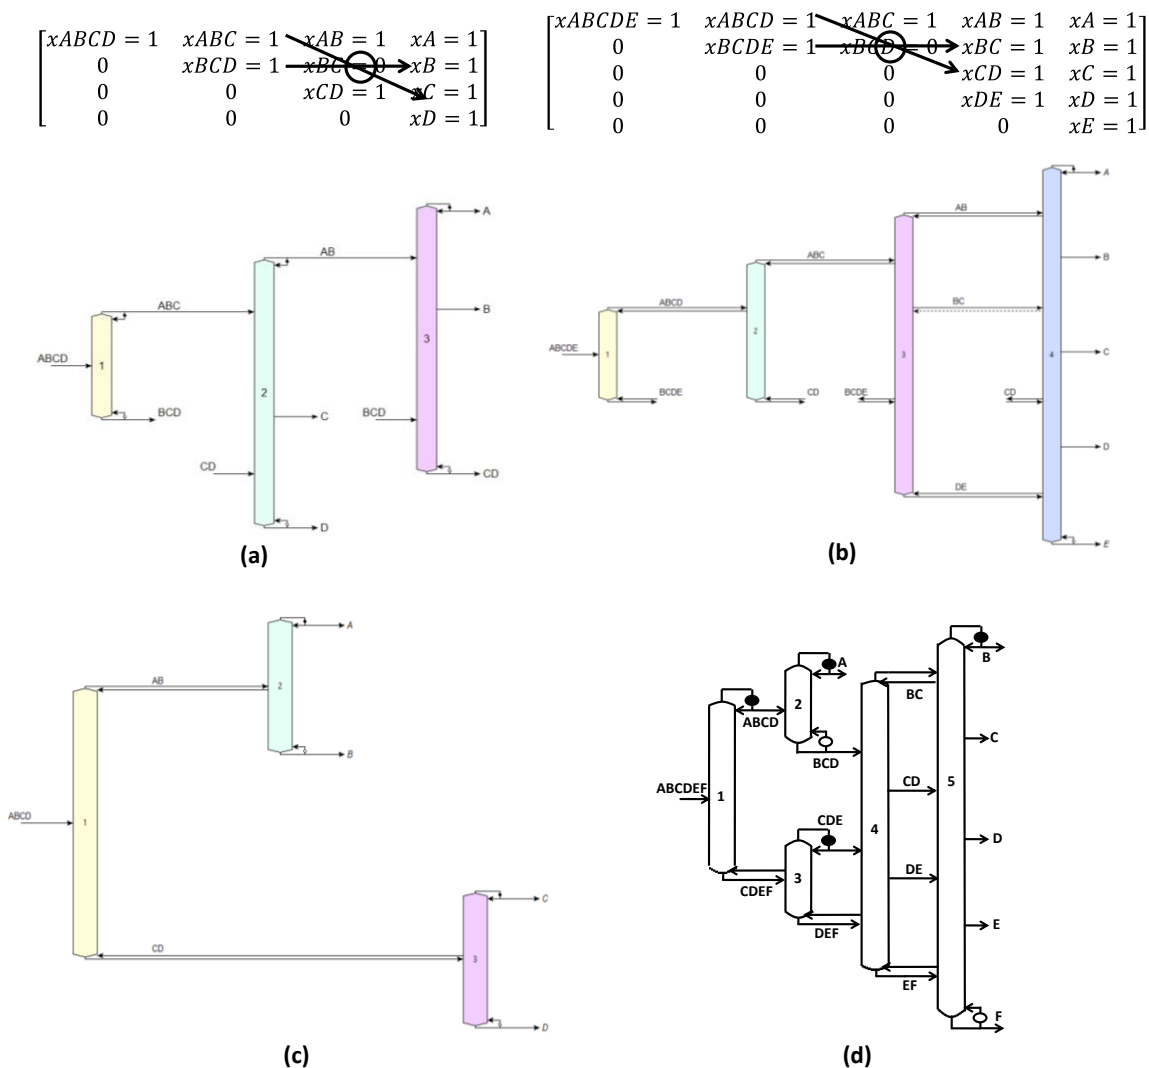 xABCD = 1 xABC = 1 xAB = 1 xA = 1
0 xBCD = 1 xBC = 0 xB = 1
0 0 xCD = 1 xC = 1
0 0 0 xD = 1
xABCDE = 1 xABCD = 1 xABC = 1 xAB = 1 xA = 1
0 xBCDE = 1 xBCD = 0 xBC = 1 xB = 1
0 0 0 xCD = 1 xC = 1
0 0 0 xDE = 1 xD = 1
0 0 0 0 xE = 1
A
AB
ABC
B
3
ABCD
1
2
BCD
C
BCD
CD
CD
D
(a)
A
AB
B
ABC
ABCD
BC
2
ABCDE
1
3
4
C
BCDE
CD
BCDE
CD
D
DE
E
(b)
A
AB
2
B
ABCD
1
C
CD
3
D
(c)
B
A
BC
2
ABCD
C
BCD
ABCDEF
1
CD
5
CDE
4
D
3
DE
CDEF
E
DEF
EF
F
(d)